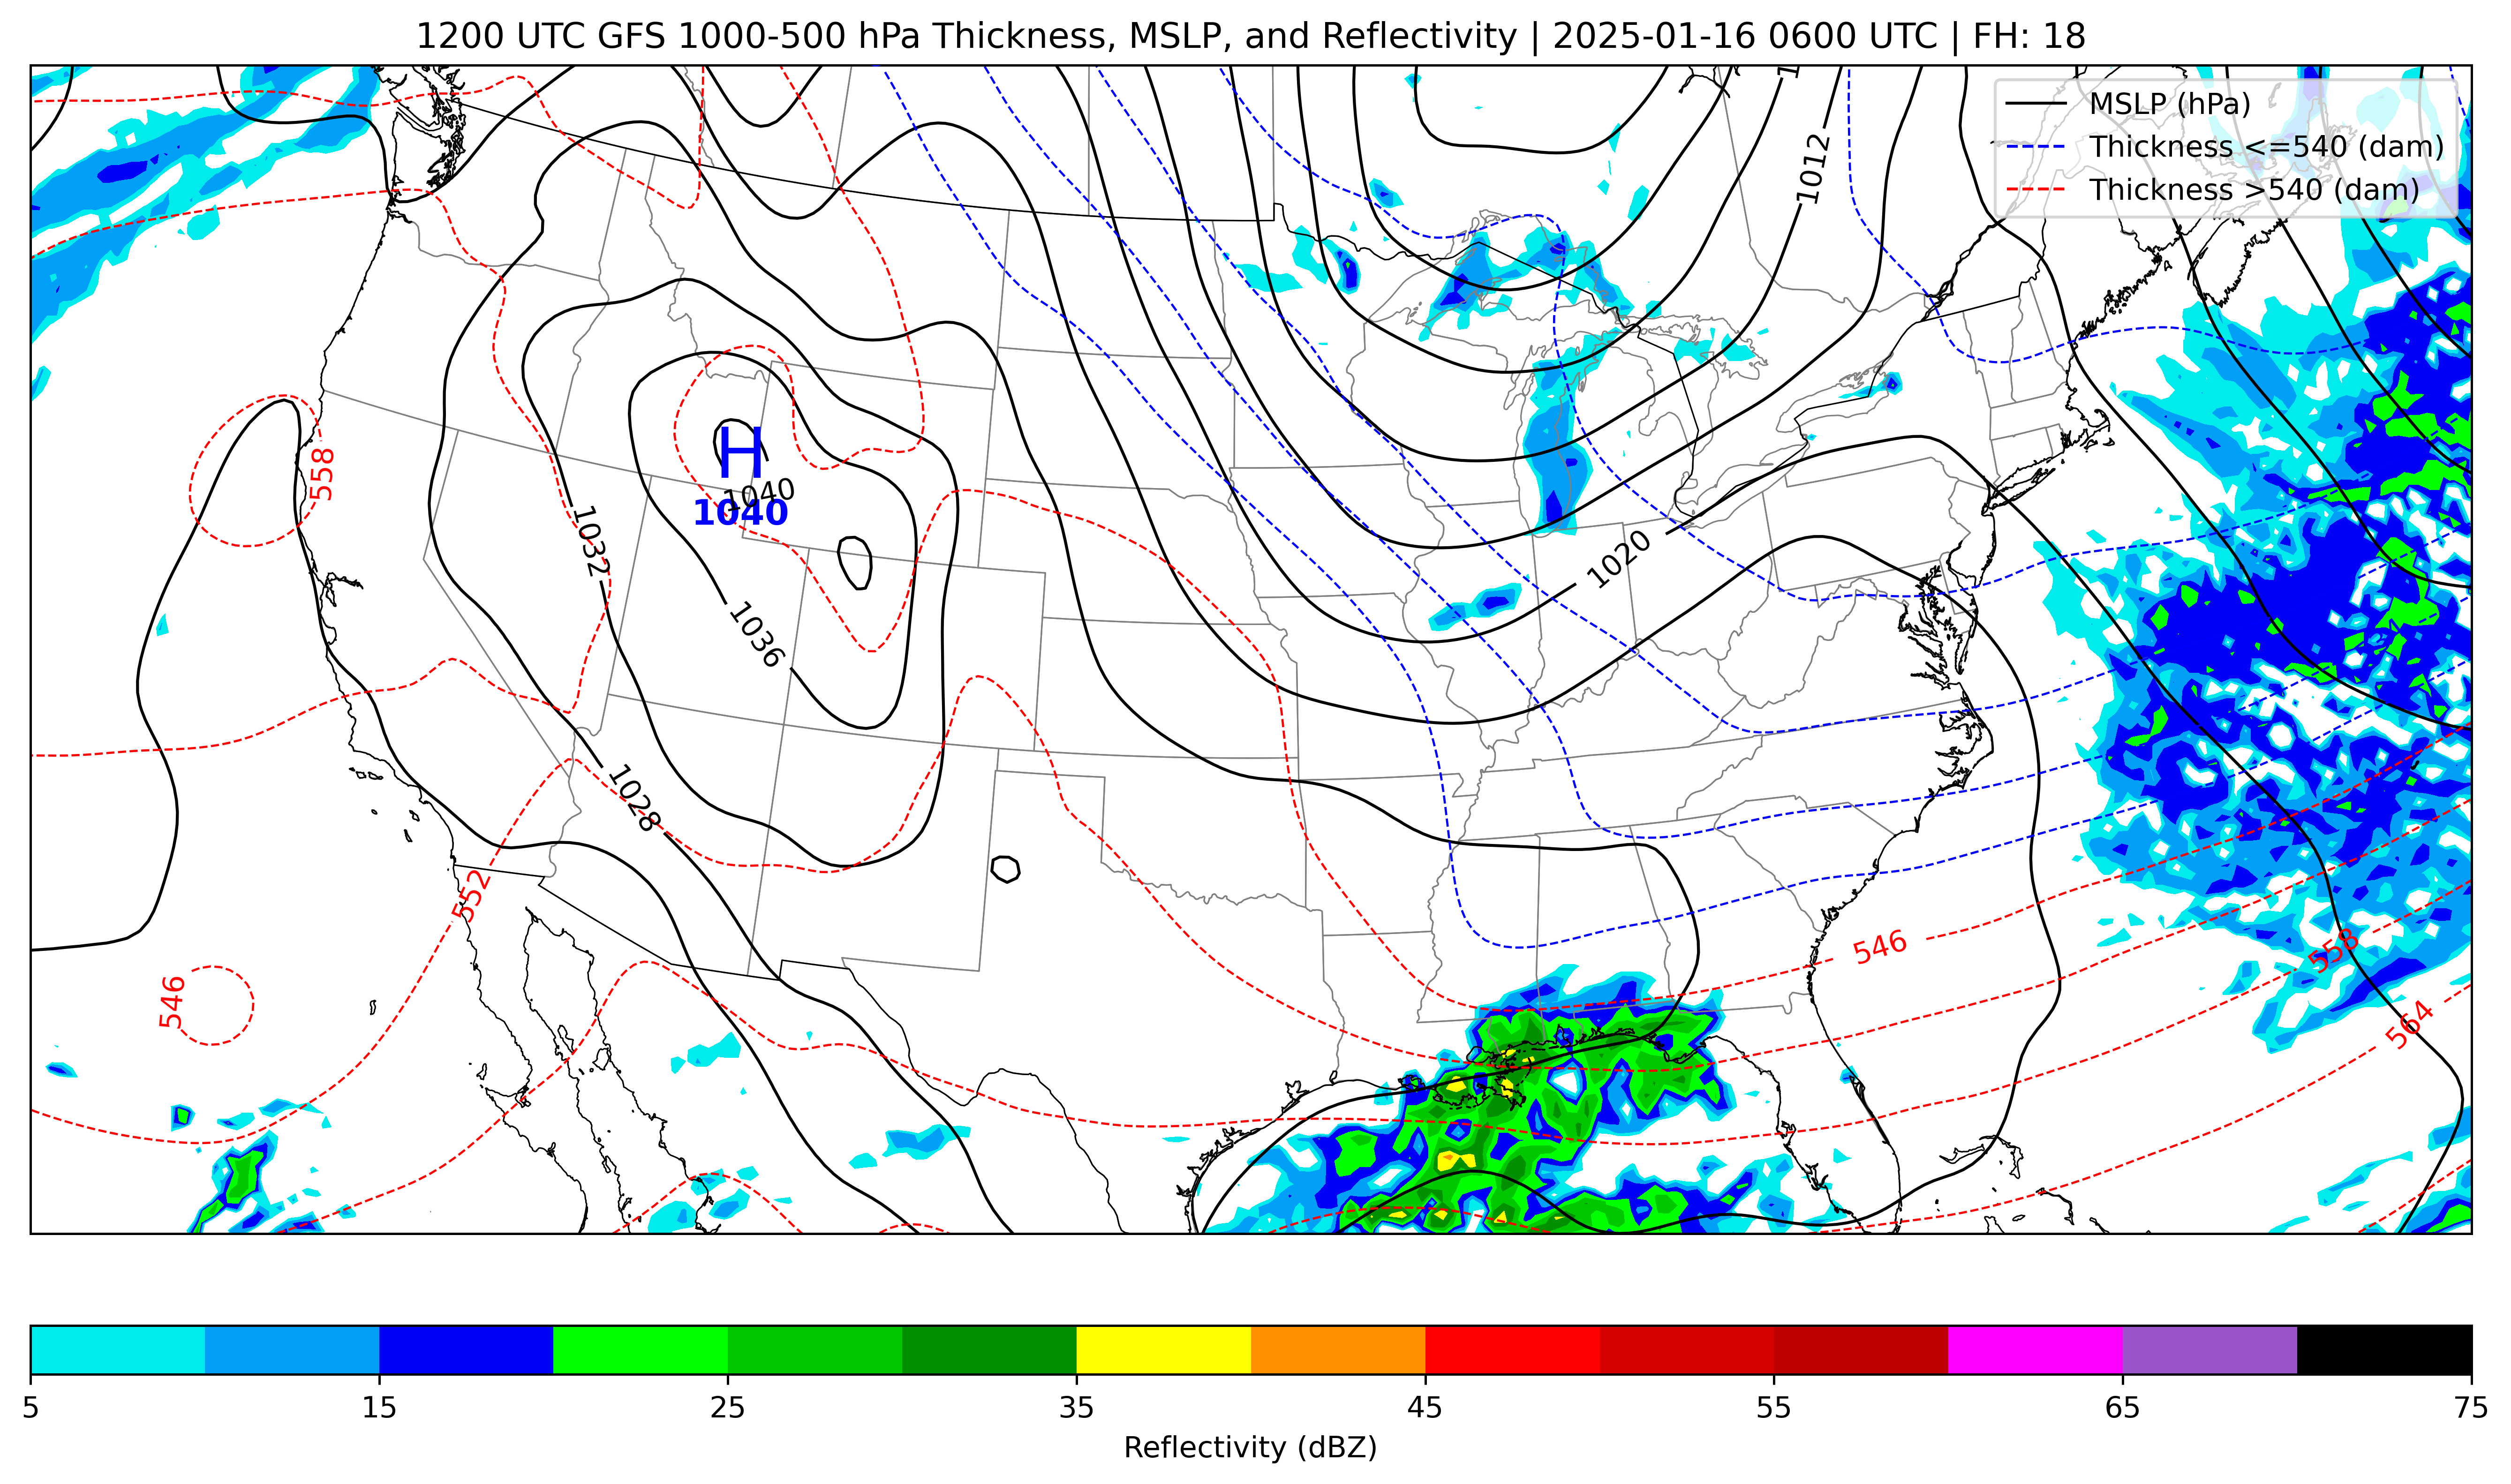 1200 UTC GFS 1000-500 hPa Thickness, MSLP, and Reflectivity | 2025-01-16 0600 UTC | FH: 18
MSLP (hPa)
Thickness <=540 (dam)
Thickness >540 (dam)
1012
558
H
1040
1040
1032
1020
1036
1028
552
546
546
558
564
5 15 25 35 45 55 65 75
Reflectivity (dBZ)